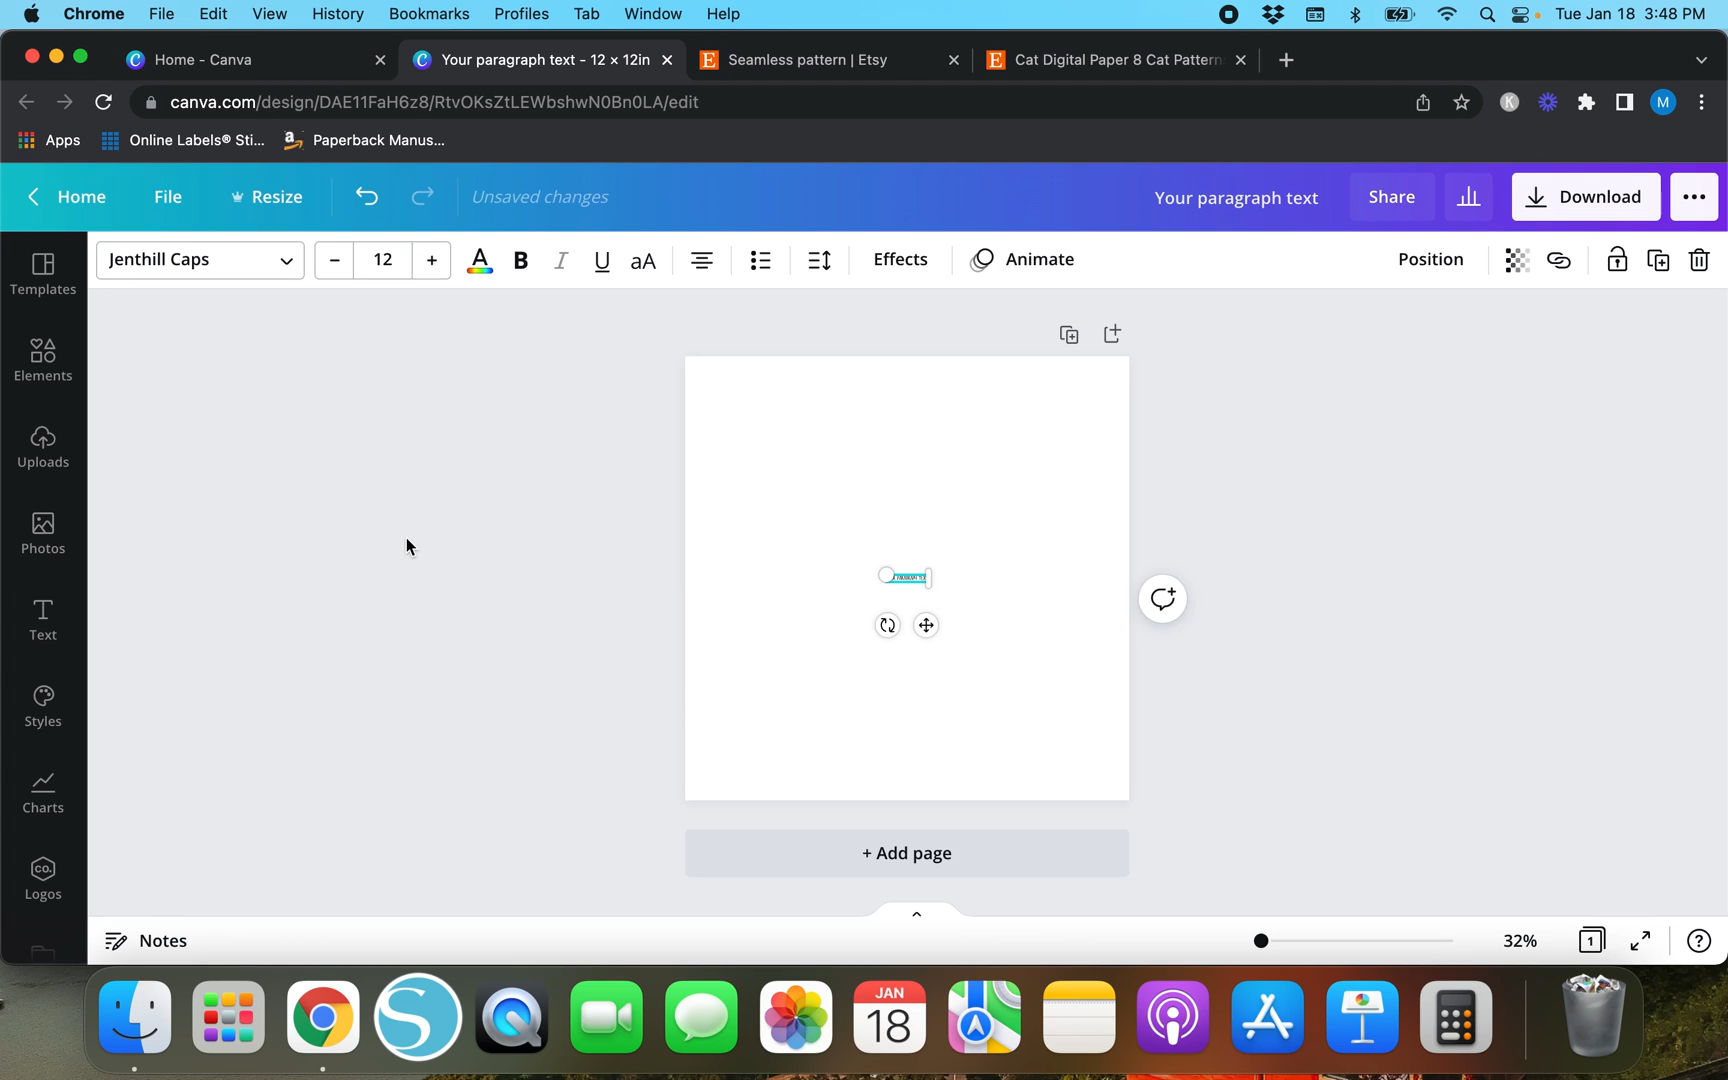 Chrome File Edit View History Bookmarks Profiles Tab Window Help Tue Jan 18 3:48 PM
Home - Canva Your paragraph text - 12 × 12in Seamless pattern | Etsy Cat Digital Paper 8 Cat Pattern
canva.com/design/DAE11FaH6z8/RtvOKsZtLEWbshwN0Bn0LA/edit M
Apps Online Labels® Sti... Paperback Manus...
Home File Resize Unsaved changes Your paragraph text Share Download
Jenthill Caps 12 B I U aA Effects Animate Position
Templates
Elements
Uploads
Photos
Text
Styles
Charts
CO.
Logos
+ Add page
Notes 32% 1 ?
JAN
18